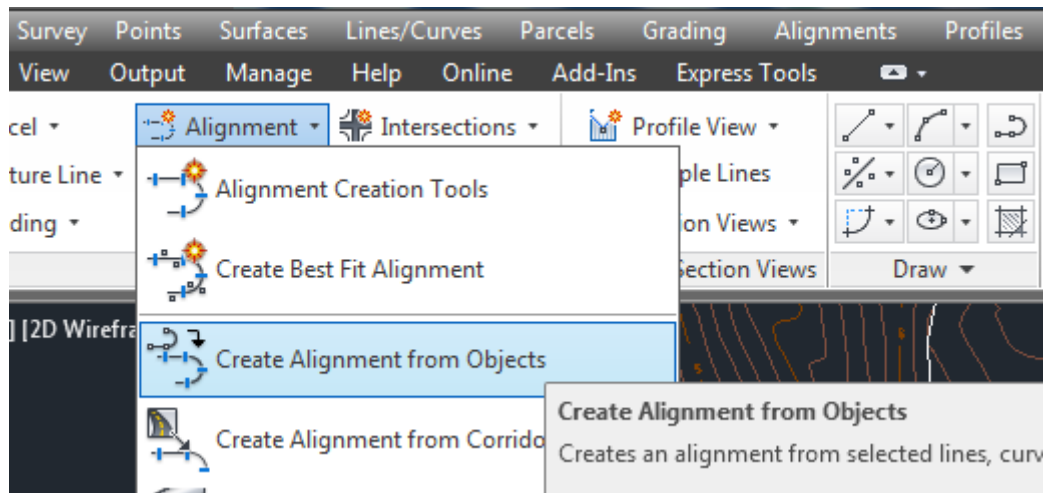 Survey Points Surfaces Lines/Curves Parcels Grading Alignments Profiles
View Output Manage Help Online Add-Ins Express Tools
cel Alignment Intersections Profile View
ture Line ple Lines
ding ion Views
Section Views Draw
Alignment Creation Tools
Create Best Fit Alignment
] [2D Wirefra
Create Alignment from Objects
Create Alignment from Corrido
Create Alignment from Objects
Creates an alignment from selected lines, curv